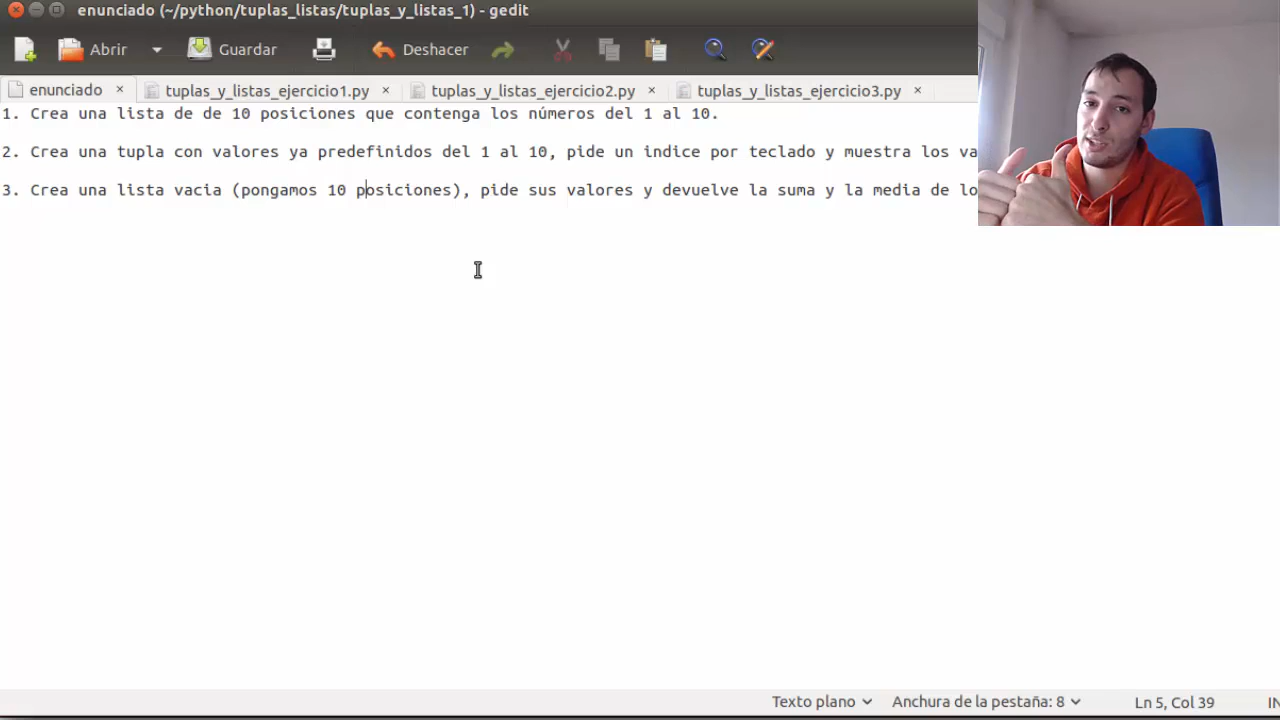 enunciado (~/python/tuplas_listas/tuplas_y_listas_1) - gedit
Abrir Guardar Deshacer
enunciado × tuplas_y_listas_ejercicio1.py × tuplas_y_listas_ejercicio2.py × tuplas_y_listas_ejercicio3.py ×
1. Crea una lista de de 10 posiciones que contenga los números del 1 al 10.
2. Crea una tupla con valores ya predefinidos del 1 al 10, pide un indice por teclado y muestra los va
3. Crea una lista vacia (pongamos 10 posiciones), pide sus valores y devuelve la suma y la media de lo
Texto plano Anchura de la pestaña: 8 Ln 5, Col 39 IN